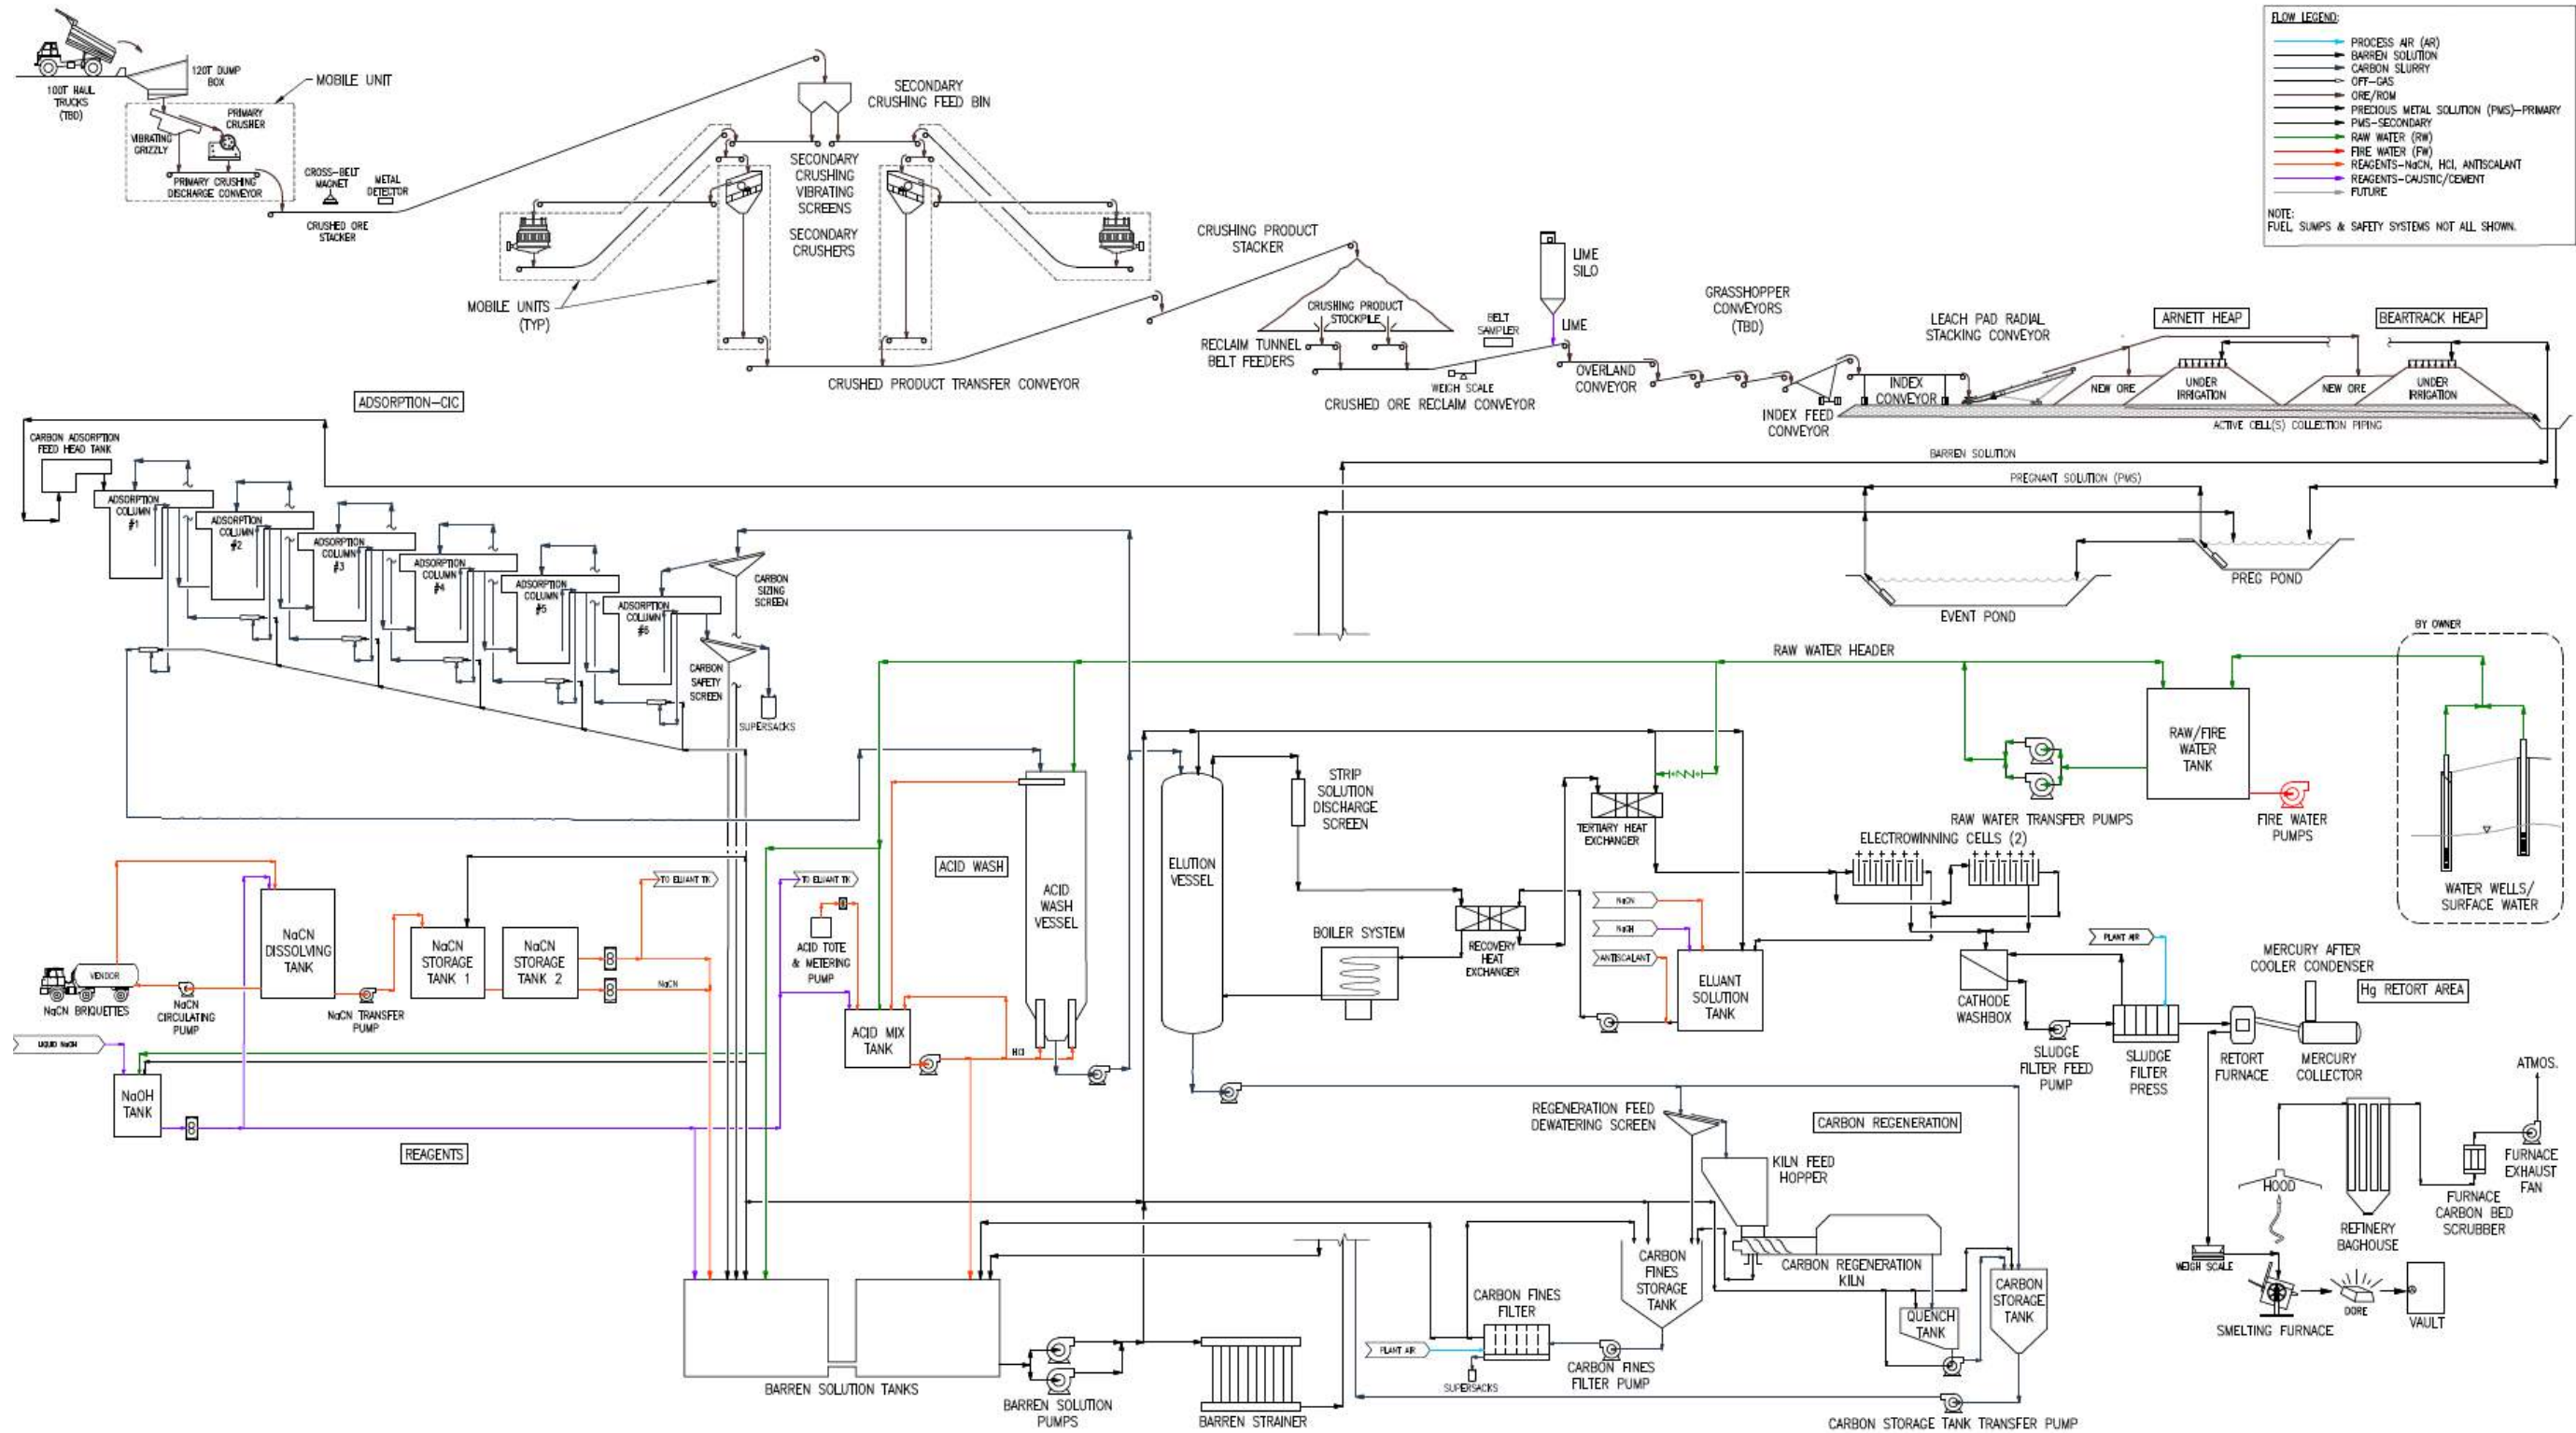 FLOW LEGEND:
PROCESS AIR (AR)
BARREN SOLUTION
CARBON SLURRY
OFF-GAS
ORE/ROM
PRECIOUS METAL SOLUTION (PMS)-PRIMARY
PMS-SECONDARY
RAW WATER (RW)
FIRE WATER (FW)
REAGENTS-NaCN, HCl, ANTISCALANT
REAGENTS-CAUSTIC/CEMENT
FUTURE
NOTE:
FUEL, SUMPS & SAFETY SYSTEMS NOT ALL SHOWN.
100T HAUL
TRUCKS
(TBD)
120T DUMP
BOX
MOBILE UNIT
PRIMARY
CRUSHER
VIBRATING
GRIZZLY
PRIMARY CRUSHING
DISCHARGE CONVEYOR
CROSS-BELT
MAGNET
METAL
DETECTOR
CRUSHED ORE
STACKER
SECONDARY
CRUSHING FEED BIN
SECONDARY
CRUSHING
VIBRATING
SCREENS
SECONDARY
CRUSHERS
MOBILE UNITS
(TYP)
CRUSHED PRODUCT TRANSFER CONVEYOR
CRUSHING PRODUCT
STACKER
CRUSHING PRODUCT
STOCKPILE
RECLAIM TUNNEL
BELT FEEDERS
BELT
SAMPLER
WEIGH SCALE
CRUSHED ORE RECLAIM CONVEYOR
LIME
SILO
LIME
OVERLAND
CONVEYOR
GRASSHOPPER
CONVEYORS
(TBD)
INDEX FEED
CONVEYOR
INDEX
CONVEYOR
LEACH PAD RADIAL
STACKING CONVEYOR
ARNETT HEAP
BEARTRACK HEAP
NEW ORE
UNDER
IRRIGATION
NEW ORE
UNDER
IRRIGATION
ACTIVE CELL(S) COLLECTION PIPING
BARREN SOLUTION
PREGNANT SOLUTION (PMS)
PREG POND
EVENT POND
ADSORPTION-CIC
CARBON ADSORPTION
FEED HEAD TANK
ADSORPTION
COLUMN
#1
ADSORPTION
COLUMN
#2
ADSORPTION
COLUMN
#3
ADSORPTION
COLUMN
#4
ADSORPTION
COLUMN
#5
ADSORPTION
COLUMN
#6
CARBON
SIZING
SCREEN
CARBON
SAFETY
SCREEN
SUPERSACKS
RAW WATER HEADER
BY OWNER
RAW/FIRE
WATER
TANK
RAW WATER TRANSFER PUMPS
FIRE WATER
PUMPS
WATER WELLS/
SURFACE WATER
STRIP
SOLUTION
DISCHARGE
SCREEN
TERTIARY HEAT
EXCHANGER
ELECTROWINNING CELLS (2)
ELUTION
VESSEL
BOILER SYSTEM
RECOVERY
HEAT
EXCHANGER
NaCN
NaOH
ANTISCALANT
ELUANT
SOLUTION
TANK
ACID WASH
ACID
WASH
VESSEL
TO ELUANT TK
TO ELUANT TK
ACID TOTE
& METERING
PUMP
ACID MIX
TANK
HCl
NaCN
DISSOLVING
TANK
NaCN
STORAGE
TANK 1
NaCN
STORAGE
TANK 2
NaCN
VENDOR
NaCN BRIQUETTES
NaCN
CIRCULATING
PUMP
NaCN TRANSFER
PUMP
LIQUID NaOH
NaOH
TANK
REAGENTS
CATHODE
WASHBOX
PLANT AIR
SLUDGE
FILTER FEED
PUMP
SLUDGE
FILTER
PRESS
MERCURY AFTER
COOLER CONDENSER
Hg RETORT AREA
RETORT
FURNACE
MERCURY
COLLECTOR
ATMOS.
HOOD
REFINERY
BAGHOUSE
FURNACE
CARBON BED
SCRUBBER
FURNACE
EXHAUST
FAN
WEIGH SCALE
SMELTING FURNACE
DORE
VAULT
REGENERATION FEED
DEWATERING SCREEN
CARBON REGENERATION
KILN FEED
HOPPER
CARBON REGENERATION
KILN
CARBON
FINES
STORAGE
TANK
CARBON FINES
FILTER
PLANT AIR
SUPERSACKS
CARBON FINES
FILTER PUMP
QUENCH
TANK
CARBON
STORAGE
TANK
CARBON STORAGE TANK TRANSFER PUMP
BARREN SOLUTION TANKS
BARREN SOLUTION
PUMPS
BARREN STRAINER